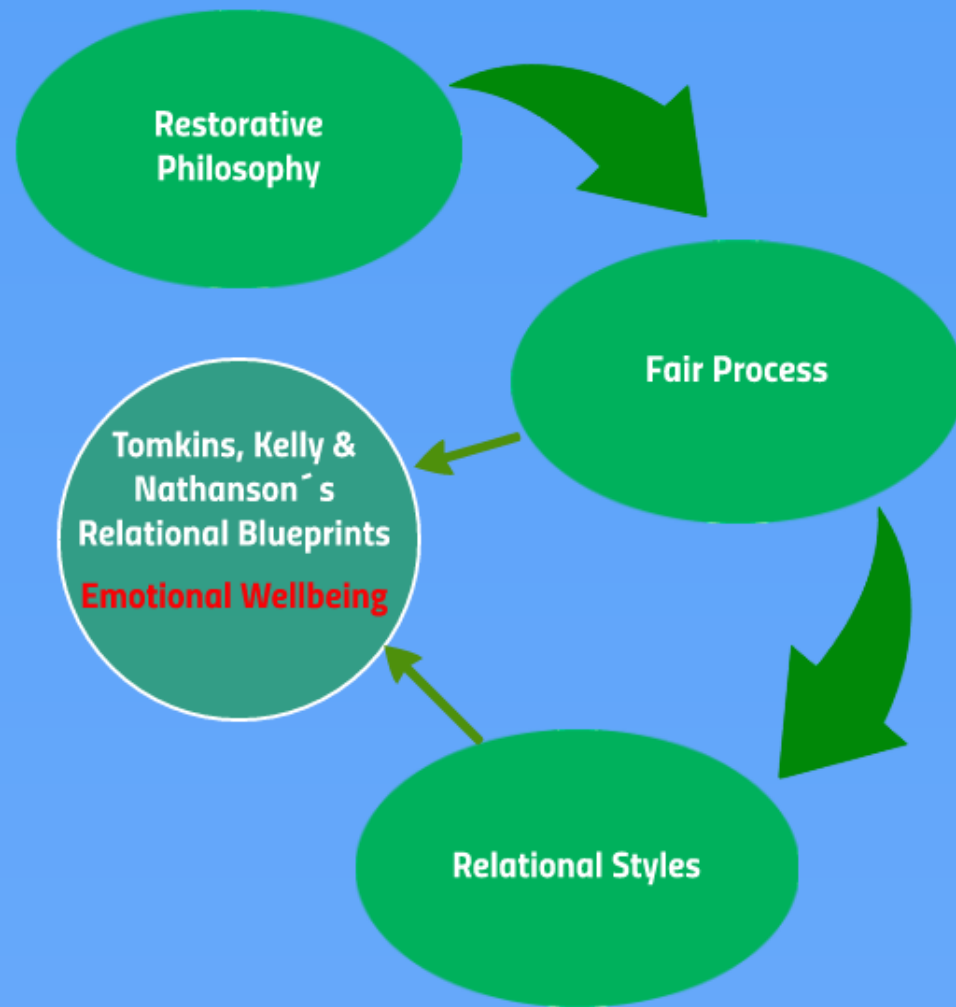 Restorative
Philosophy
Fair Process
Tomkins, Kelly &
Nathanson´s
Relational Blueprints
Emotional Wellbeing
Relational Styles